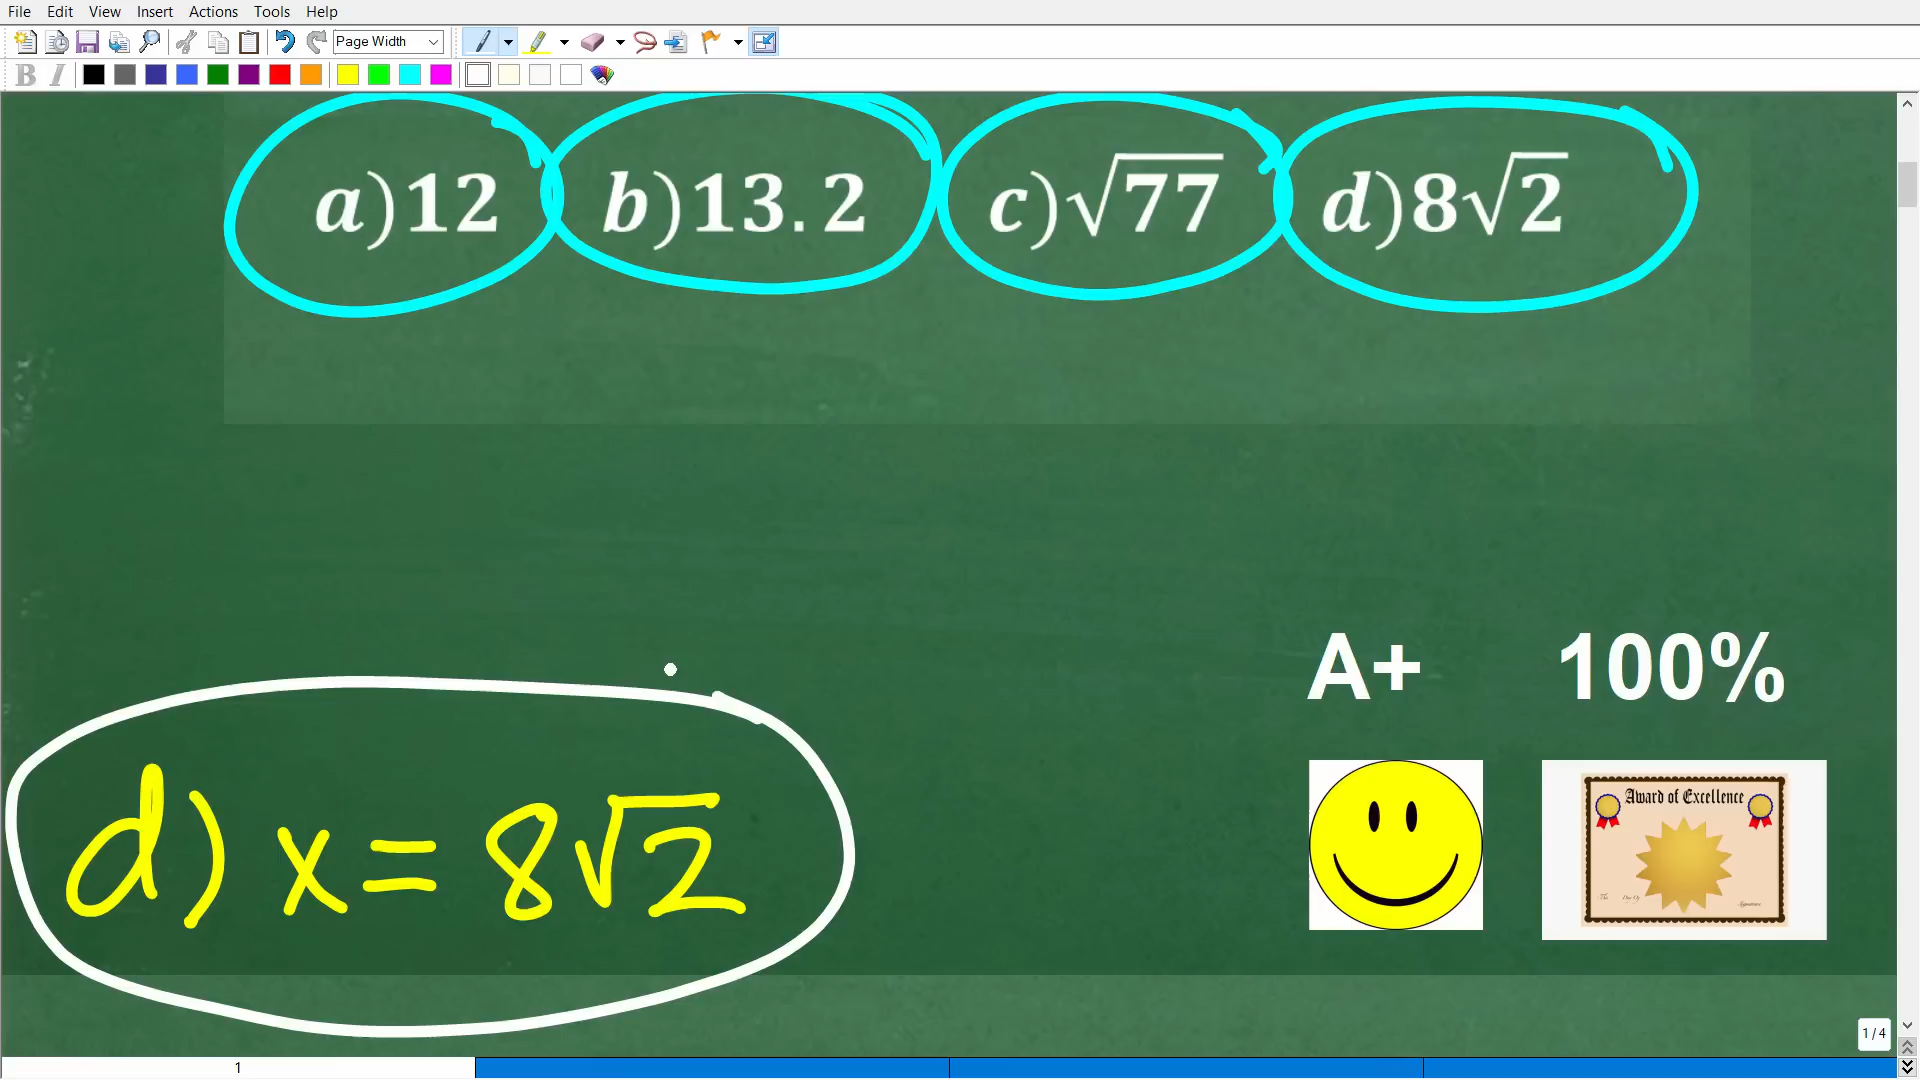 File Edit View Insert Actions Tools Help
Page Width
B I
a)12 b)13.2 c)√77 d)8√2
A+ 100%
d) x = 8√2
Award of Excellence
1 / 4
1